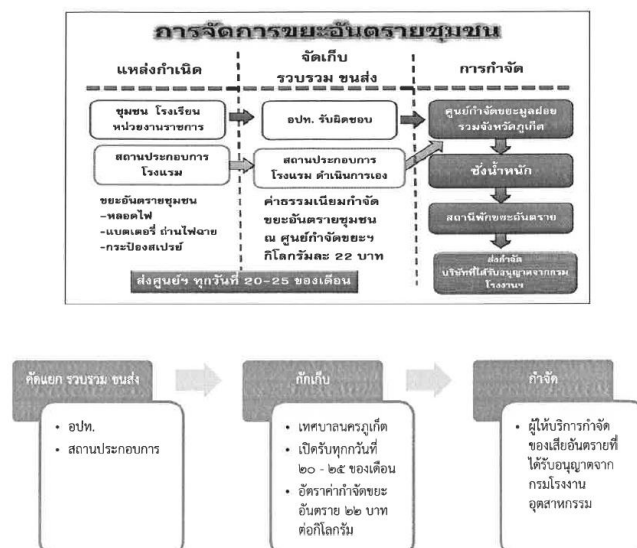 การจัดการขยะอันตรายชุมชน
แหล่งกำเนิด
จัดเก็บ
รวบรวม ขนส่ง
การกำจัด
ชุมชน โรงเรียน
หน่วยงานราชการ
อปท. รับผิดชอบ
ศูนย์กำจัดขยะมูลฝอย
รวมจังหวัดภูเก็ต
สถานประกอบการ
โรงแรม
สถานประกอบการ
โรงแรม ดำเนินการเอง
ชั่งน้ำหนัก
สถานีพักขยะอันตราย
ส่งกำจัด
บริษัทที่ได้รับอนุญาตจากกรม
โรงงานฯ
ขยะอันตรายชุมชน
-หลอดไฟ
-แบตเตอรี่ ถ่านไฟฉาย
-กระป๋องสเปรย์
ค่าธรรมเนียมกำจัด
ขยะอันตรายชุมชน
ณ ศูนย์กำจัดขยะฯ
กิโลกรัมละ 22 บาท
ส่งศูนย์ฯ ทุกวันที่ 20-25 ของเดือน
คัดแยก รวบรวม ขนส่ง
• อปท.
• สถานประกอบการ
กักเก็บ
• เทศบาลนครภูเก็ต
• เปิดรับทุกวันที่
๒๐ - ๒๕ ของเดือน
• อัตราค่ากำจัดขยะ
อันตราย ๒๒ บาท
ต่อกิโลกรัม
กำจัด
• ผู้ให้บริการกำจัด
ของเสียอันตรายที่
ได้รับอนุญาตจาก
กรมโรงงาน
อุตสาหกรรม